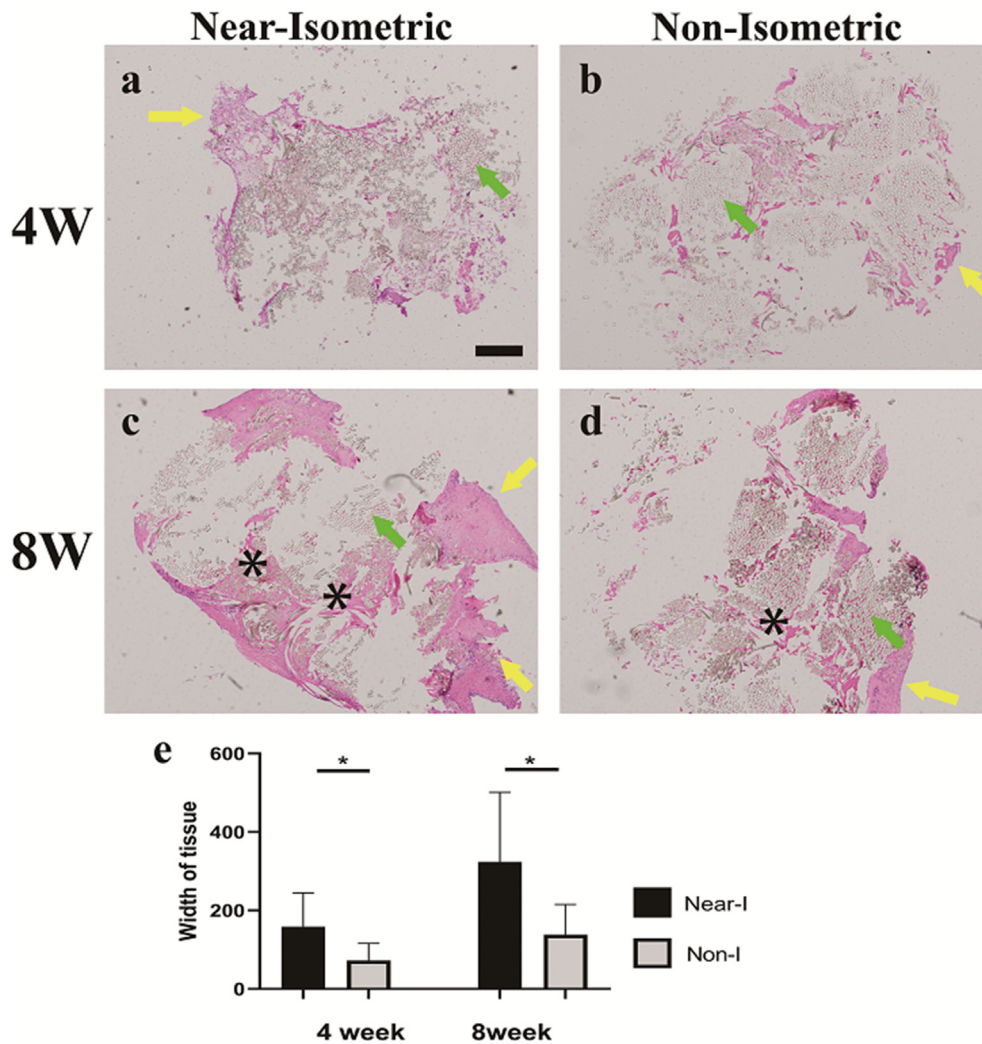 Near-Isometric Non-Isometric
a b
4W
c d
8W
* * *
e
600
* *
400
Width of tissue
200
Near-I
Non-I
0
4 week 8week